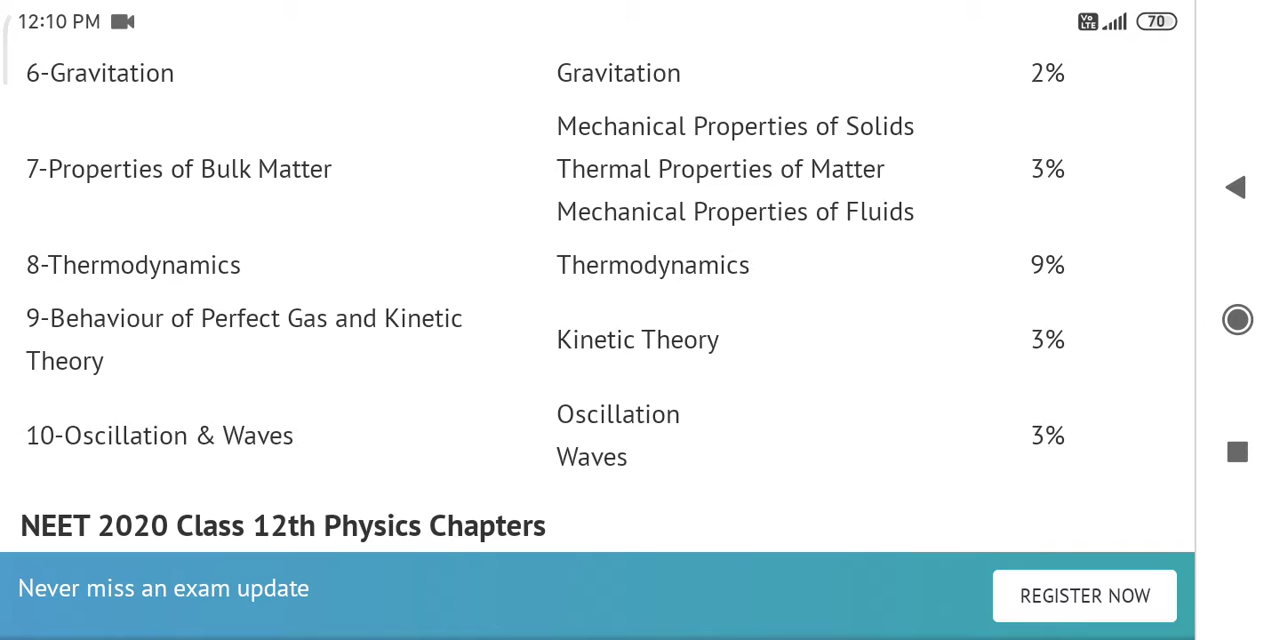 12:10 PM Vo LTE 70
6-Gravitation Gravitation 2%
Mechanical Properties of Solids
7-Properties of Bulk Matter Thermal Properties of Matter 3%
Mechanical Properties of Fluids
8-Thermodynamics Thermodynamics 9%
9-Behaviour of Perfect Gas and Kinetic
Theory Kinetic Theory 3%
Oscillation
10-Oscillation & Waves 3%
Waves
NEET 2020 Class 12th Physics Chapters
Never miss an exam update REGISTER NOW